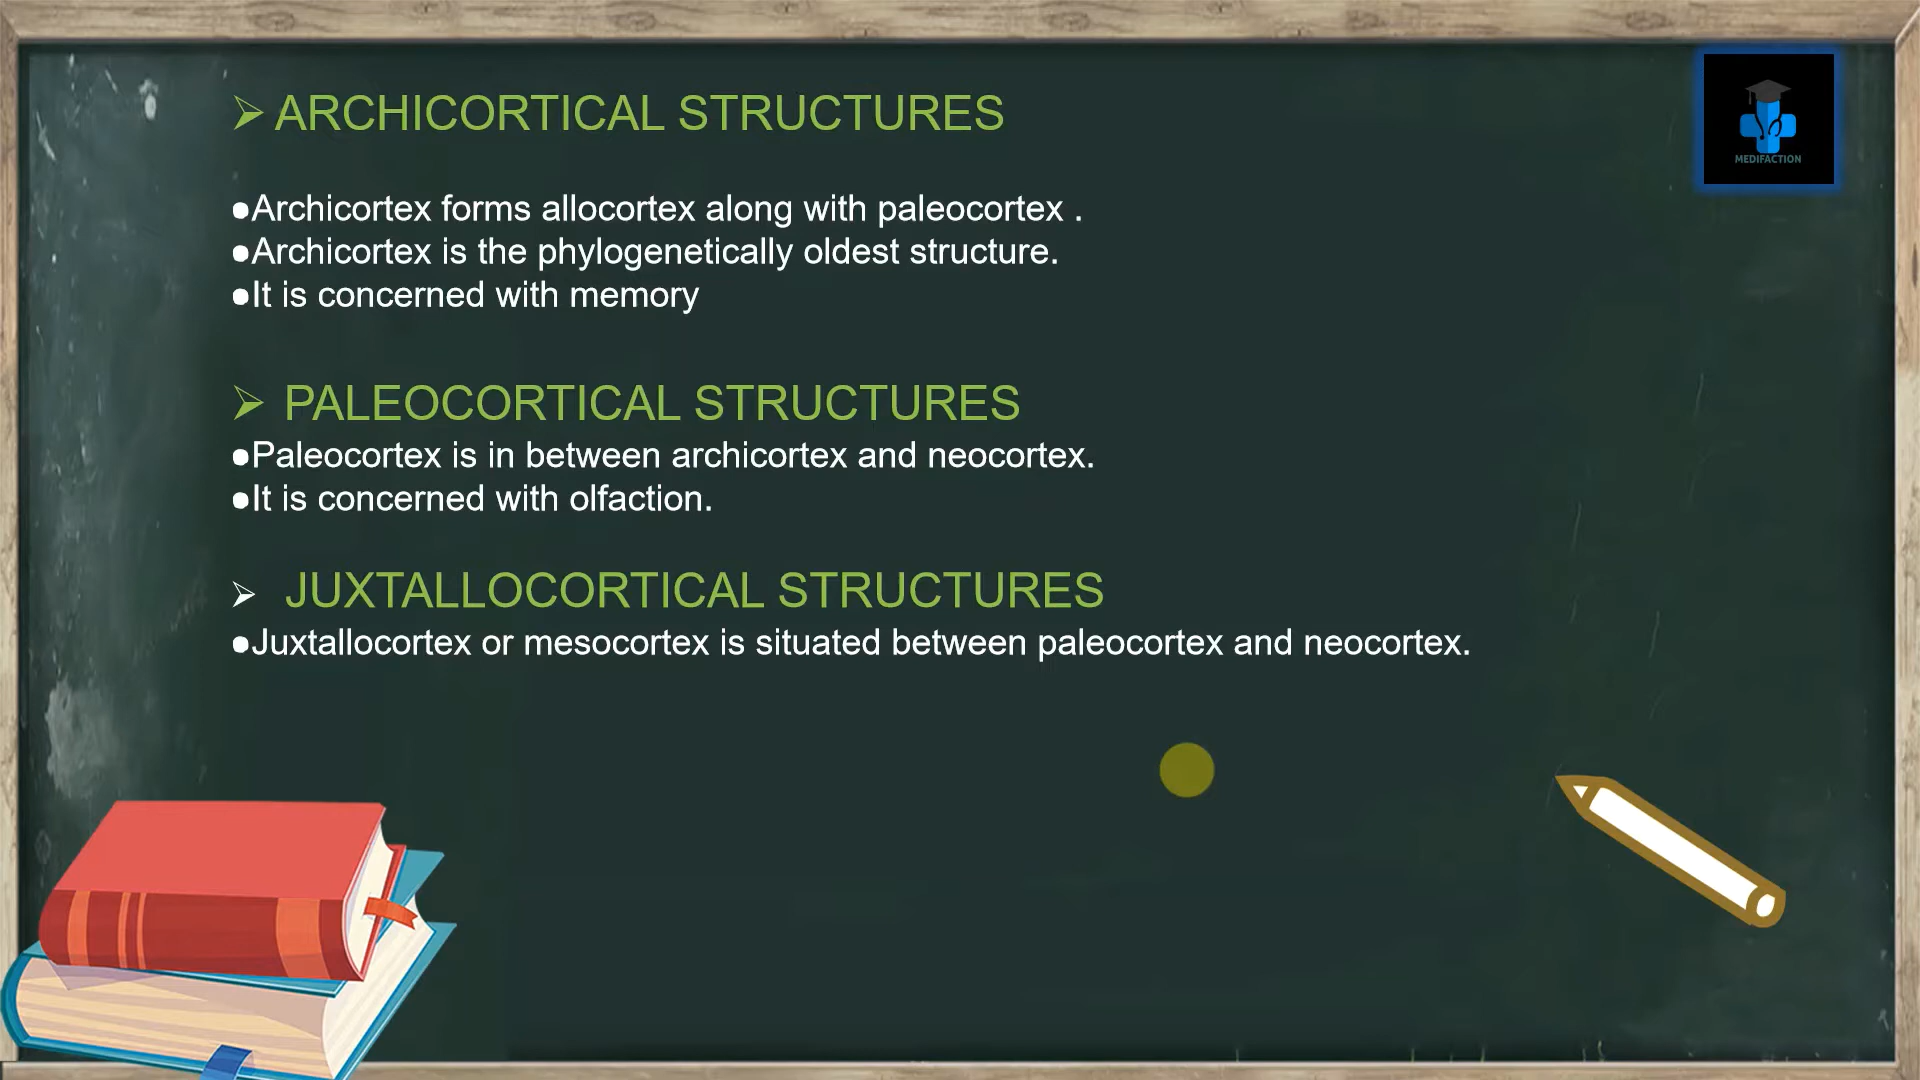 ➢ ARCHICORTICAL STRUCTURES
MEDIFACTION
●Archicortex forms allocortex along with paleocortex .
●Archicortex is the phylogenetically oldest structure.
●It is concerned with memory
➢ PALEOCORTICAL STRUCTURES
●Paleocortex is in between archicortex and neocortex.
●It is concerned with olfaction.
➢ JUXTALLOCORTICAL STRUCTURES
●Juxtallocortex or mesocortex is situated between paleocortex and neocortex.